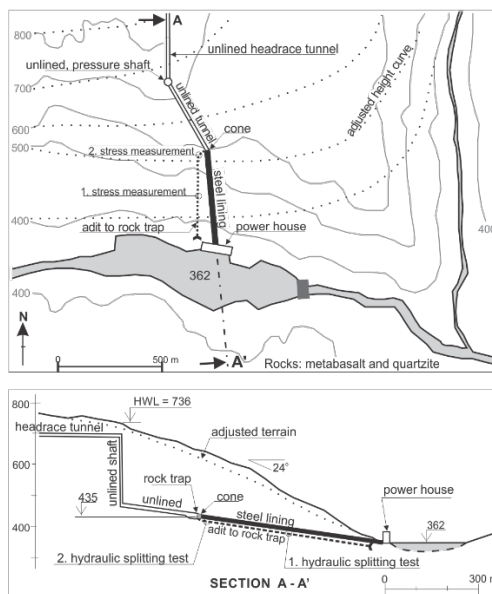 A
800
unlined headrace tunnel
unlined, pressure shaft
700
unlined tunnel
adjusted height curve
600
500
cone
2. stress measurement
steel lining
1. stress measurement
400
400
adit to rock trap
power house
362
400
N
0
500 m
A'
Rocks: metabasalt and quartzite
800
HWL = 736
headrace tunnel
adjusted terrain
unlined shaft
24°
600
rock trap
cone
power house
435
unlined
steel lining
362
400
adit to rock trap
2. hydraulic splitting test
1. hydraulic splitting test
SECTION A - A'
0
300 m